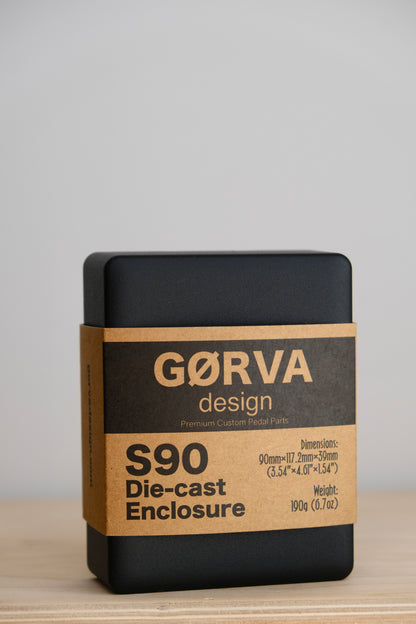 GØRVA
design
Premium Custom Pedal Parts
S90
Die-cast
Enclosure
Dimensions:
90mm×117.2mm×39mm
(3.54"×4.61"×1.54")
Weight:
190g (6.7oz)